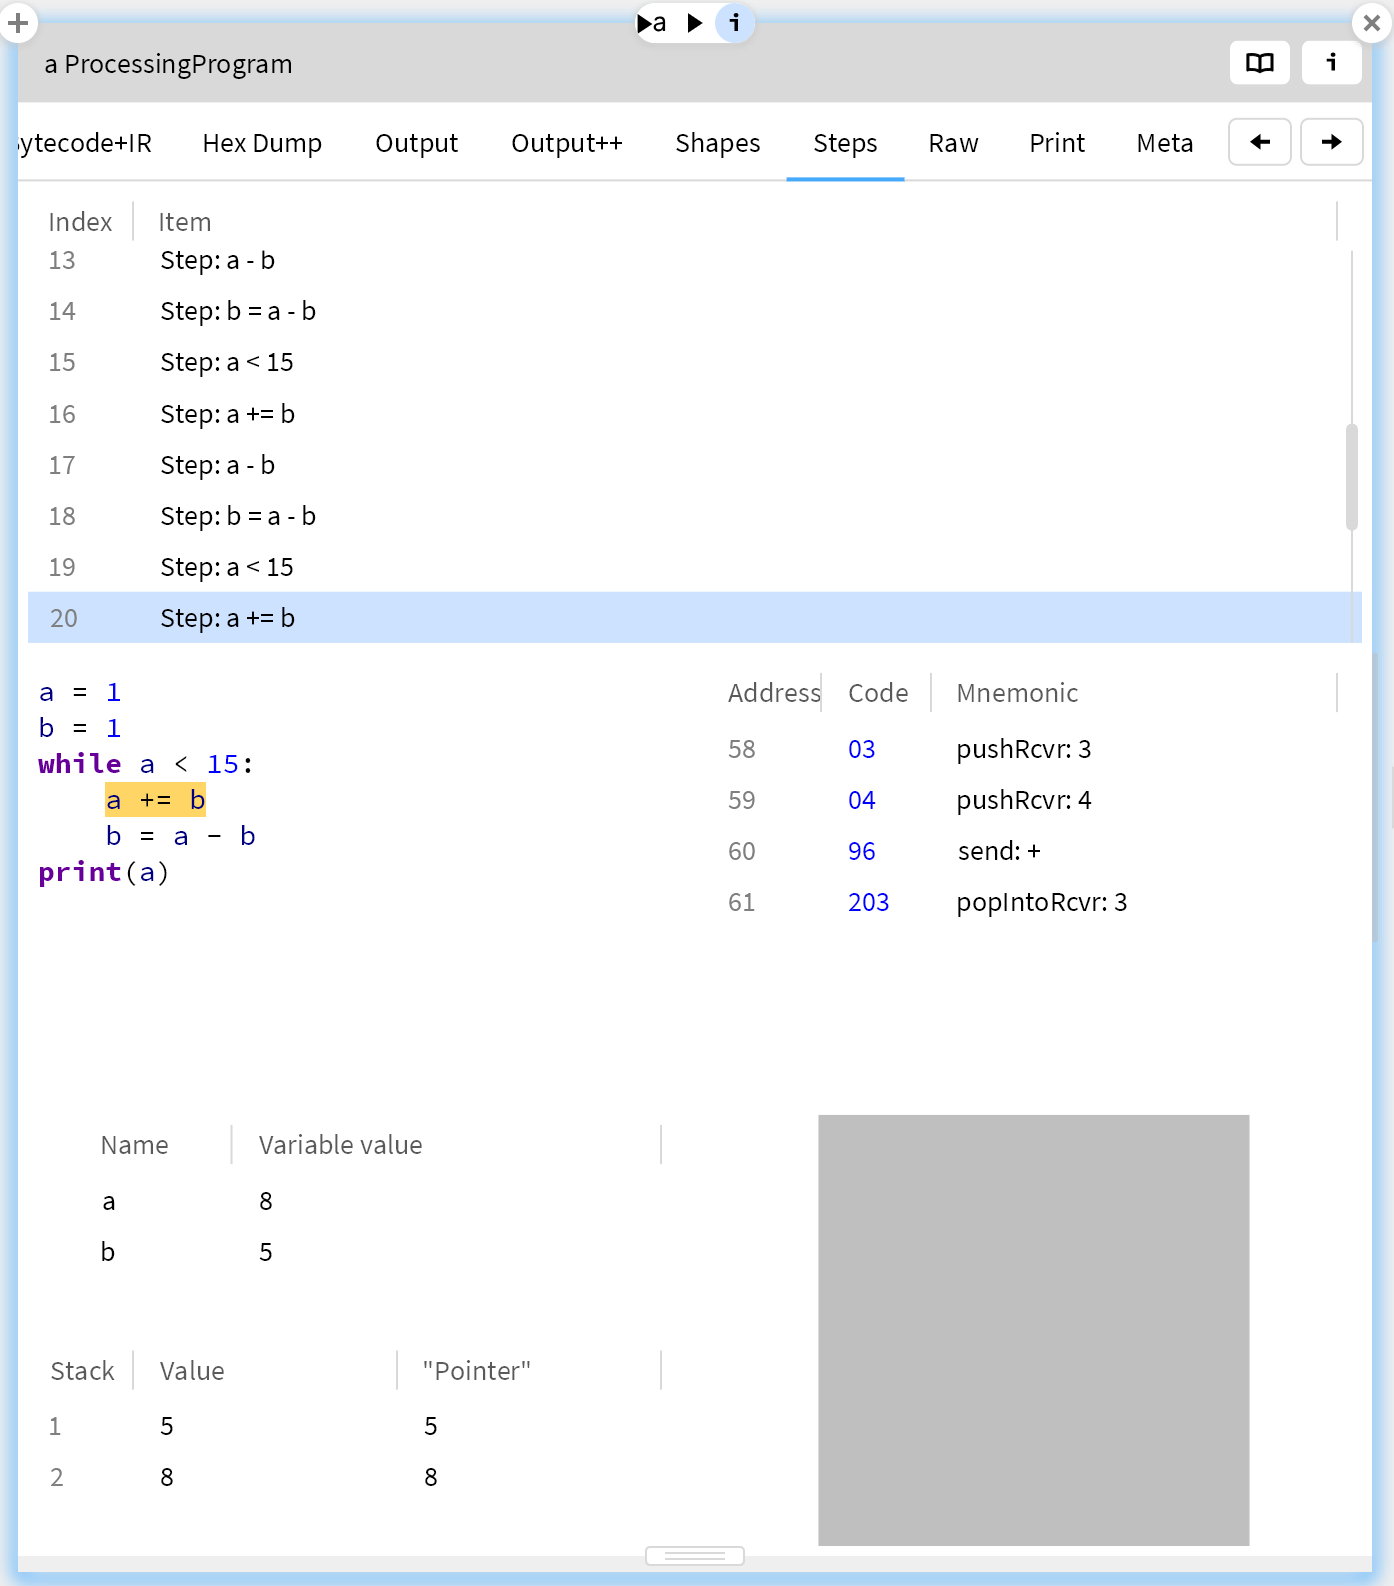 a
a ProcessingProgram
ytecode+IR Hex Dump Output Output++ Shapes Steps Raw Print Meta
Index Item
13 Step: a - b
14 Step: b = a - b
15 Step: a < 15
16 Step: a += b
17 Step: a - b
18 Step: b = a - b
19 Step: a < 15
20 Step: a += b
a = 1
b = 1
while a < 15:
a += b
b = a - b
print(a)
Address Code Mnemonic
58 03 pushRcvr: 3
59 04 pushRcvr: 4
60 96 send: +
61 203 popIntoRcvr: 3
Name Variable value
a 8
b 5
Stack Value "Pointer"
1 5 5
2 8 8